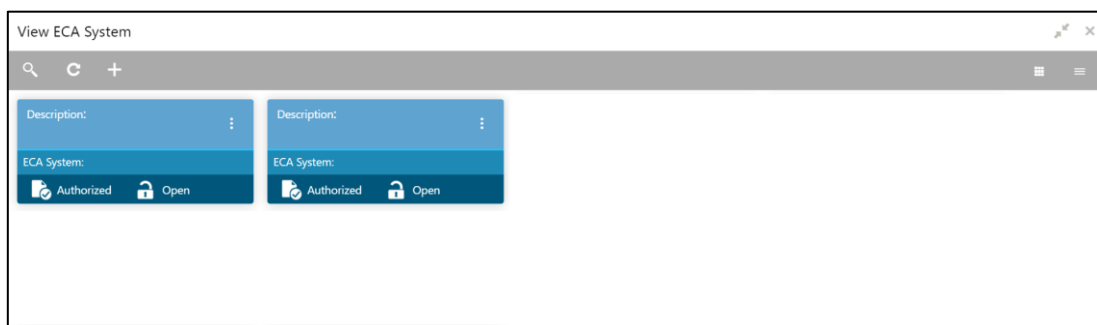 View ECA System
Description:
Description:
ECA System:
ECA System:
Authorized Open
Authorized Open